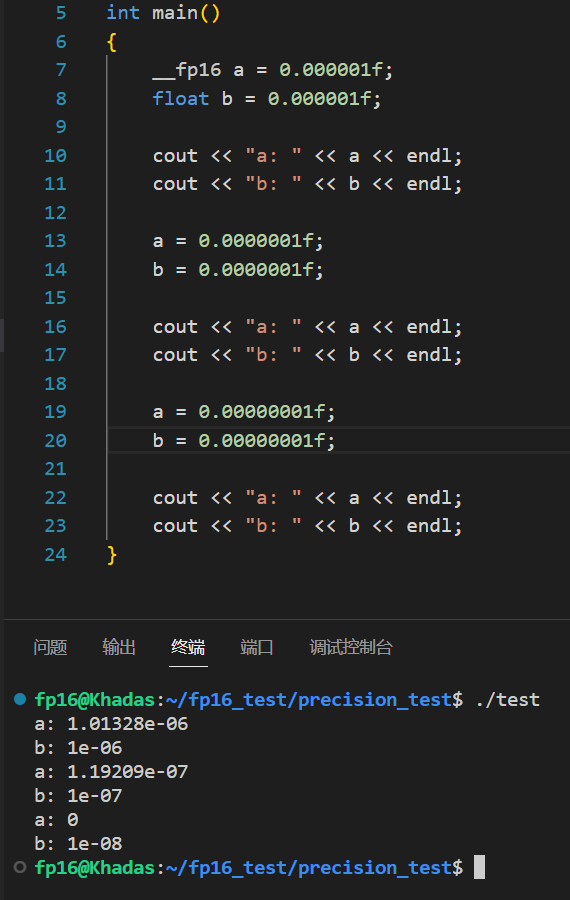 5 int main()
6 {
7 __fp16 a = 0.000001f;
8 float b = 0.000001f;
9
10 cout << "a: " << a << endl;
11 cout << "b: " << b << endl;
12
13 a = 0.0000001f;
14 b = 0.0000001f;
15
16 cout << "a: " << a << endl;
17 cout << "b: " << b << endl;
18
19 a = 0.00000001f;
20 b = 0.00000001f;
21
22 cout << "a: " << a << endl;
23 cout << "b: " << b << endl;
24 }
问题 输出 终端 端口 调试控制台
fp16@Khadas:~/fp16_test/precision_test$ ./test
a: 1.01328e-06
b: 1e-06
a: 1.19209e-07
b: 1e-07
a: 0
b: 1e-08
fp16@Khadas:~/fp16_test/precision_test$